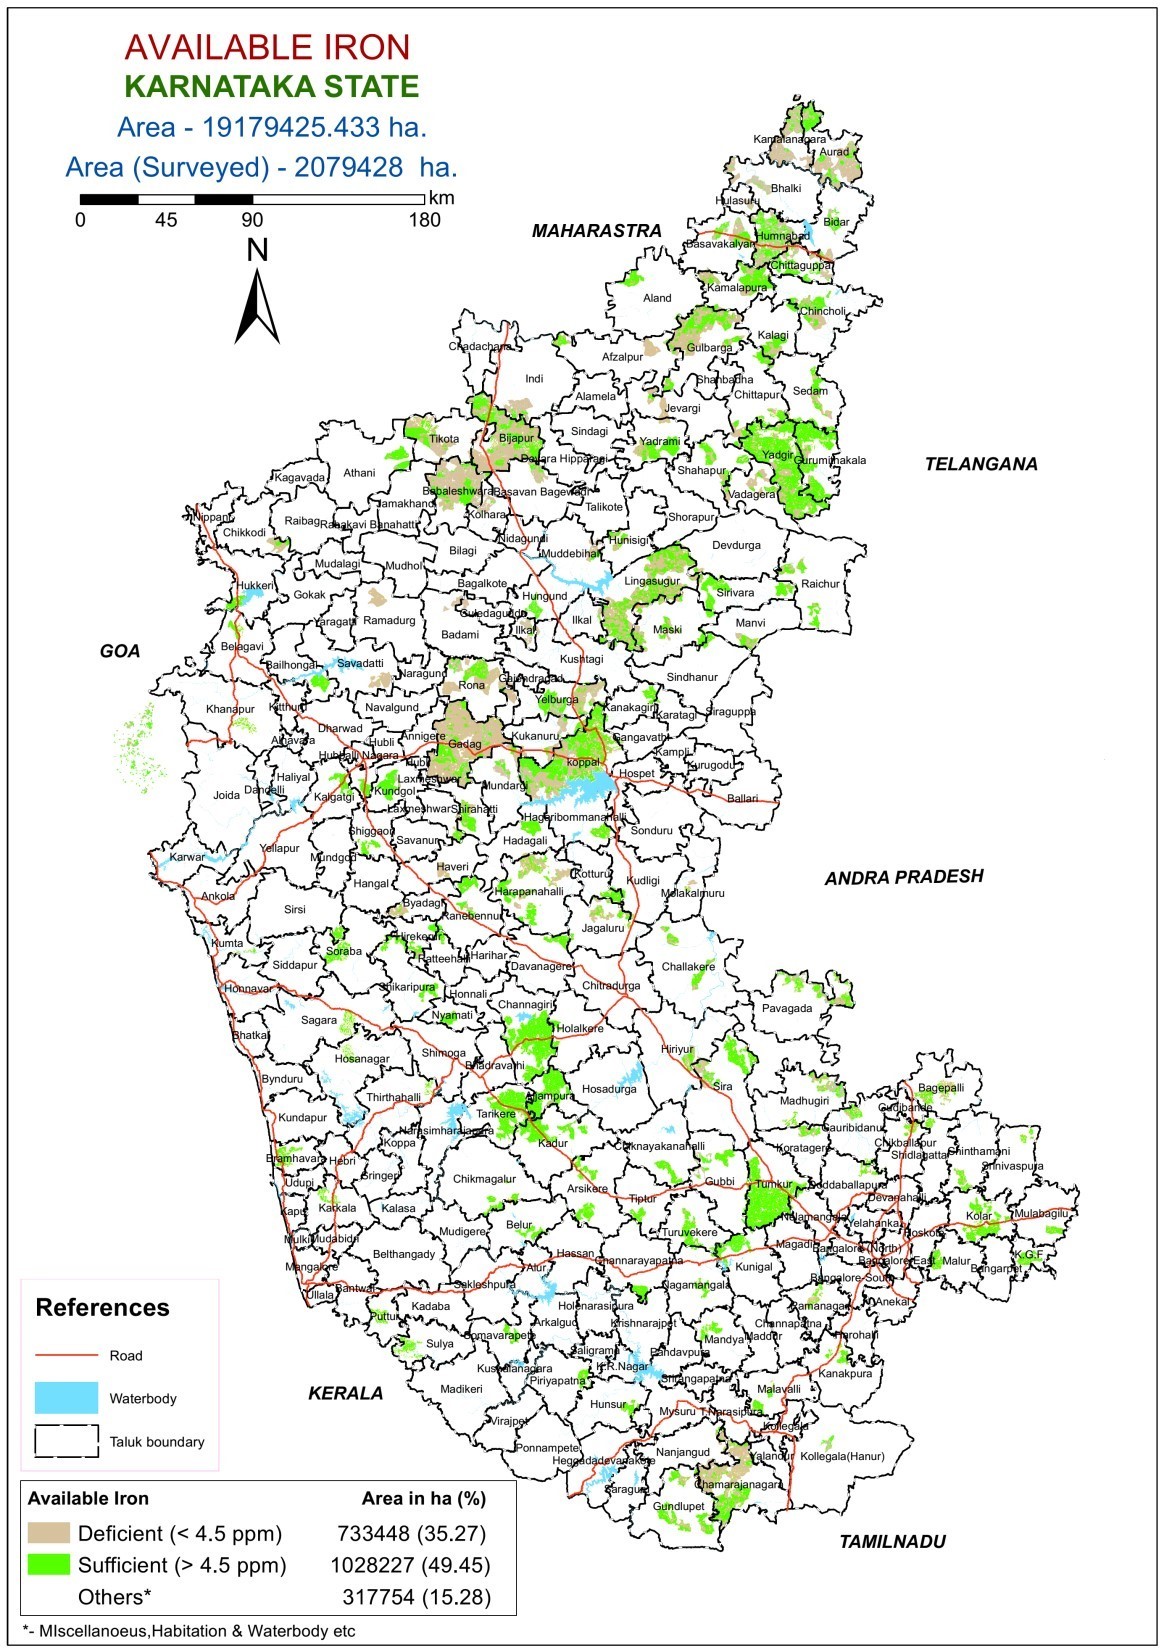 AVAILABLE IRON
KARNATAKA STATE
Area - 19179425.433 ha.
Area (Surveyed) - 2079428 ha.
km
0 45 90 180
N
MAHARASTRA
TELANGANA
GOA
ANDRA PRADESH
KERALA
TAMILNADU
Kamalanagara
Aurad
Bhalki
Hulasuru
Bidar
Humnabad
Basavakalyan
Chittaguppa
Kamalapura
Aland
Chincholi
Kalagi
Gulbarga
Chadachana
Afzalpur
Indi
Shahbadha
Sedam
Chittapur
Alamela
Jevargi
Sindagi
Tikota
Bijapur
Yadrami
Yadgir
Gurumitkala
Davara Hipparagi
Athani
Shahapur
Kagavada
Babaleshwara
Basavan Bagewadi
Vadagera
Jamakhand
Talikote
Kolhara
Shorapur
Nippani
Raibag
Rabakavi Banahatti
Chikkodi
Nidagundi
Hunisigi
Devdurga
Bilagi
Muddebihal
Mudalagi
Mudhol
Lingasugur
Raichur
Hukkeri
Bagalkote
Gokak
Hungund
Sirivara
Guledagudda
Yaragatti
Ramadurg
Ilkal
Ilkal
Maski
Manvi
Badami
Belagavi
Kushtagi
Bailhongal
Savadatti
Naragund
Gajendragad
Sindhanur
Rona
Yelburga
Khanapur
Kitthur
Navalgund
Kanakagiri
Karatagi
Siraguppa
Dharwad
Annigere
Kukanuru
Gangavathi
Alnavara
Hubli
Gadag
Kampli
Hubballi Nagara
Hubli
koppal
Kurugodu
Haliyal
Laxmeshwar
Hospet
Dandelli
Kundgol
Mundargi
Joida
Kalgatgi
Ballari
Laxmeshwar
Shirahatti
Hagaribommanahalli
Shiggaon
Savanur
Hadagali
Sonduru
Yellapur
Karwar
Mundgod
Haveri
Kotturu
Kudligi
Hangal
Harapanahalli
Molakalmuru
Ankola
Byadagi
Sirsi
Ranebennur
Jagaluru
Kumta
Hirekerur
Soraba
Ratteehalli
Harihar
Siddapur
Davanagere
Challakere
Honnavar
Shikaripura
Honnali
Chitradurga
Channagiri
Pavagada
Sagara
Nyamati
Holalkere
Bhatkal
Shimoga
Hiriyur
Hosanagar
Bhadravathi
Bynduru
Hosadurga
Sira
Bagepalli
Thirthahalli
Ajjampura
Madhugiri
Gudibande
Kundapur
Tarikere
Narasimharajapura
Gauribidanur
Koppa
Kadur
Chiknayakanahalli
Koratagere
Chikballapur
Shidlagatta
Chinthamani
Bramhavara
Hebri
Srinivaspura
Sringeri
Chikmagalur
Gubbi
Tumkur
Doddaballapura
Udupi
Arsikere
Tiptur
Devanahalli
Kapu
Karkala
Kalasa
Nelamangala
Yelahanka
Kolar
Mulabagilu
Belur
Mudigere
Turuvekere
Hoskote
Mulki
Mudabidri
Magadi
Bangalore (North)
Belthangady
Hassan
Channarayapatna
Bangalore-East
Malur
K.G.F
Mangalore
Alur
Kunigal
Bangarpet
Bantwal
Sakleshpura
Nagamangala
Bangalore-South
Ullala
Kadaba
Holenarasipura
Ramanagar
Anekal
Puttur
Arkalgud
Krishnarajpet
Channapatna
Sulya
Somavarapete
Mandya
Maddur
Harohalli
Saligrama
Pandavpura
Kushalanagara
K.R.Nagar
Srirangapatna
Kanakpura
Piriyapatna
Madikeri
Malavalli
Hunsur
Virajpet
Mysuru
T.Narasipura
Kollegala
Ponnampete
Nanjangud
Yalandur
Kollegala(Hanur)
Heggadadevanakote
Saragur
Chamarajanagara
Gundlupet
References
Road
Waterbody
Taluk boundary
Available Iron Area in ha (%)
Deficient (< 4.5 ppm) 733448 (35.27)
Sufficient (> 4.5 ppm) 1028227 (49.45)
Others* 317754 (15.28)
*- MIscellanoeus,Habitation & Waterbody etc